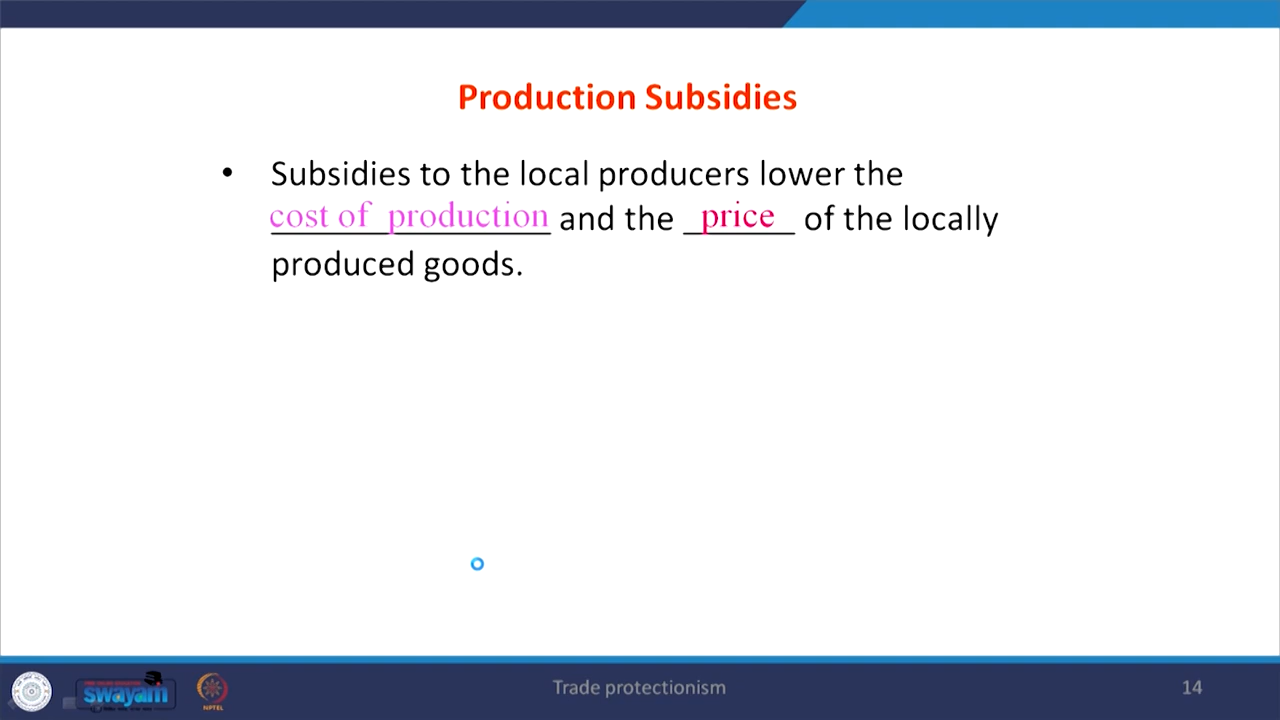 Production Subsidies
• Subsidies to the local producers lower the
cost of production and the price of the locally
produced goods.
swayam
NPTEL
Trade protectionism
14